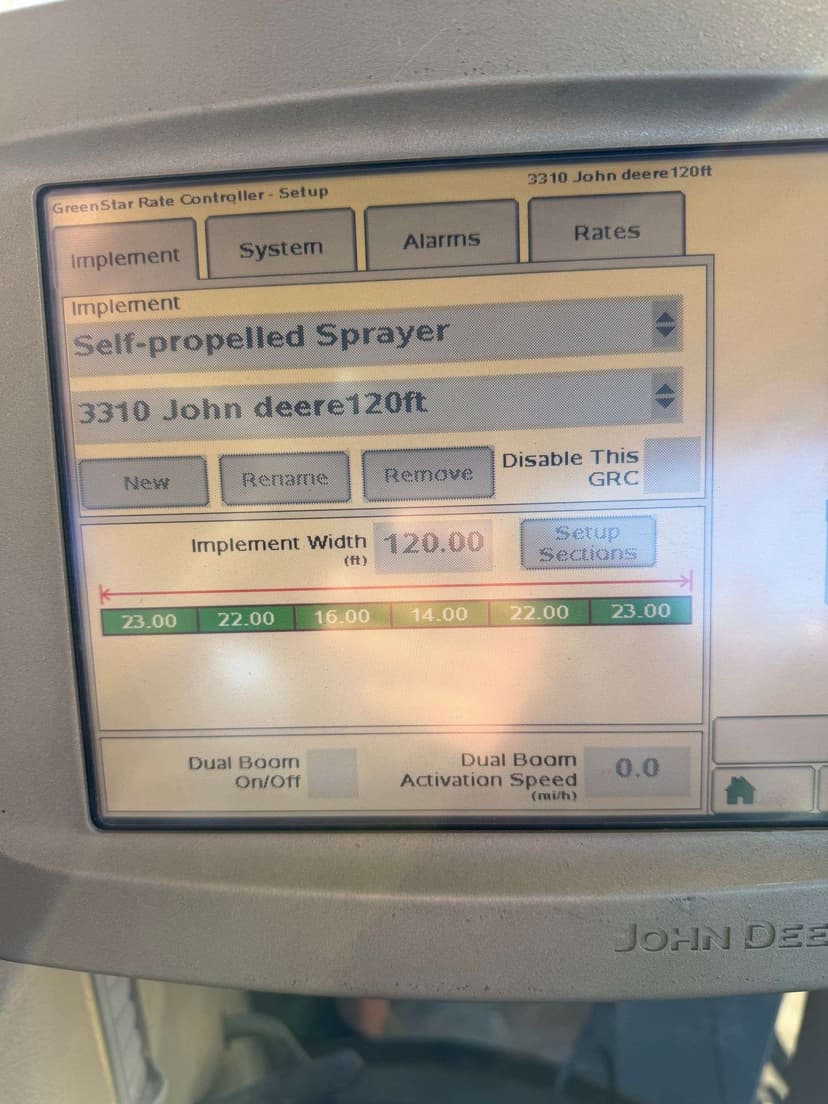 GreenStar Rate Controller - Setup
3310 John deere120ft
Implement
System
Alarms
Rates
Implement
Self-propelled Sprayer
3310 John deere120ft
New
Rename
Remove
Disable This
GRC
Implement Width
(ft)
120.00
Setup
Sections
23.00 22.00 16.00 14.00 22.00 23.00
Dual Boom
On/Off
Dual Boom
Activation Speed
(mi/h)
0.0
JOHN DEE